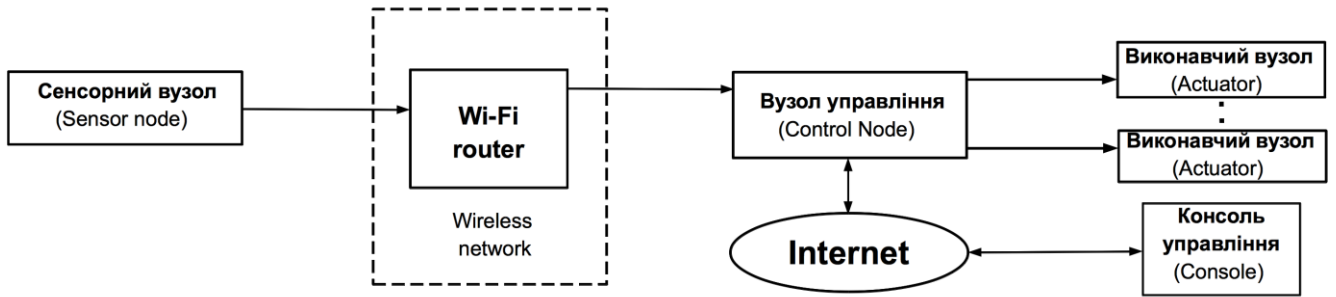 Сенсорний вузол
(Sensor node)
Wi-Fi
router
Wireless
network
Вузол управління
(Control Node)
Виконавчий вузол
(Actuator)
Виконавчий вузол
(Actuator)
Internet
Консоль
управління
(Console)